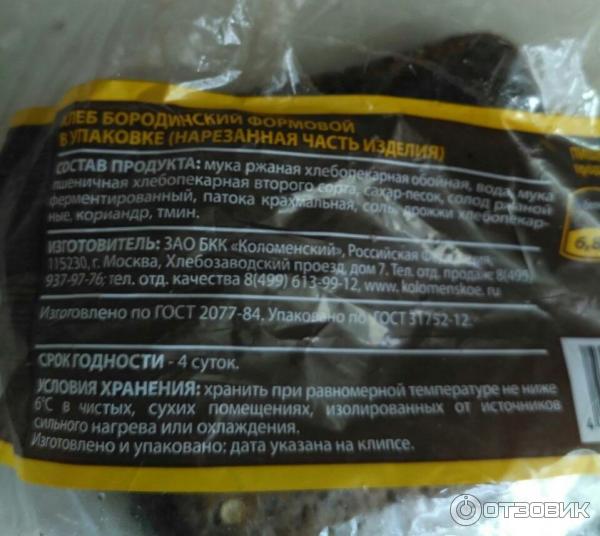 ХЛЕБ БОРОДИНСКИЙ ФОРМОВОЙ
В УПАКОВКЕ (НАРЕЗАННАЯ ЧАСТЬ ИЗДЕЛИЯ)
СОСТАВ ПРОДУКТА: мука ржаная хлебопекарная обойная, вода, мука
пшеничная хлебопекарная второго сорта, сахар-песок, солод ржаной
ферментированный, патока крахмальная, соль, дрожжи хлебопекар-
ные, кориандр, тмин.
ИЗГОТОВИТЕЛЬ: ЗАО БКК «Коломенский», Российская Федерация,
115230, г. Москва, Хлебозаводский проезд, дом 7. Тел. отд. продаж: 8(495)
937-97-76; тел. отд. качества 8(499) 613-99-12, www.kolomenskoe.ru
Изготовлено по ГОСТ 2077-84. Упаковано по ГОСТ 31752-12.
СРОК ГОДНОСТИ - 4 суток.
УСЛОВИЯ ХРАНЕНИЯ: хранить при равномерной температуре не ниже
6°С в чистых, сухих помещениях, изолированных от источников
сильного нагрева или охлаждения.
Изготовлено и упаковано: дата указана на клипсе.
6,8
4
ОТЗОВИК